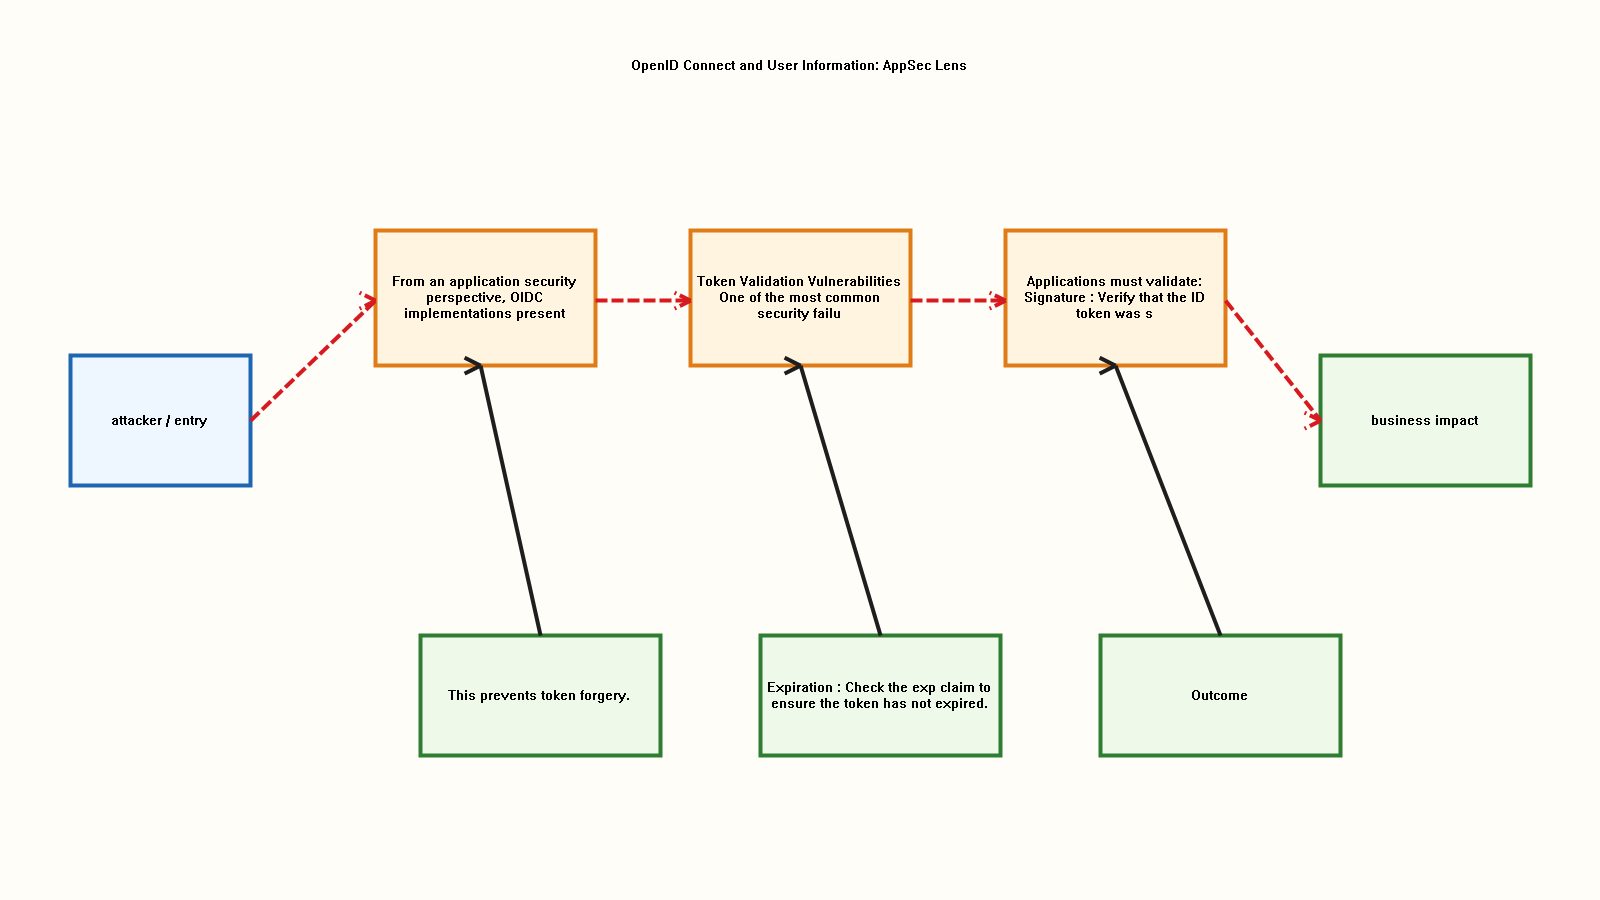 OpenID Connect and User Information: AppSec Lens
From an application security
perspective, OIDC
implementations present
Token Validation Vulnerabilities
One of the most common
security failu
Applications must validate:
Signature : Verify that the ID
token was s
attacker / entry
business impact
This prevents token forgery.
Expiration : Check the exp claim to
ensure the token has not expired.
Outcome